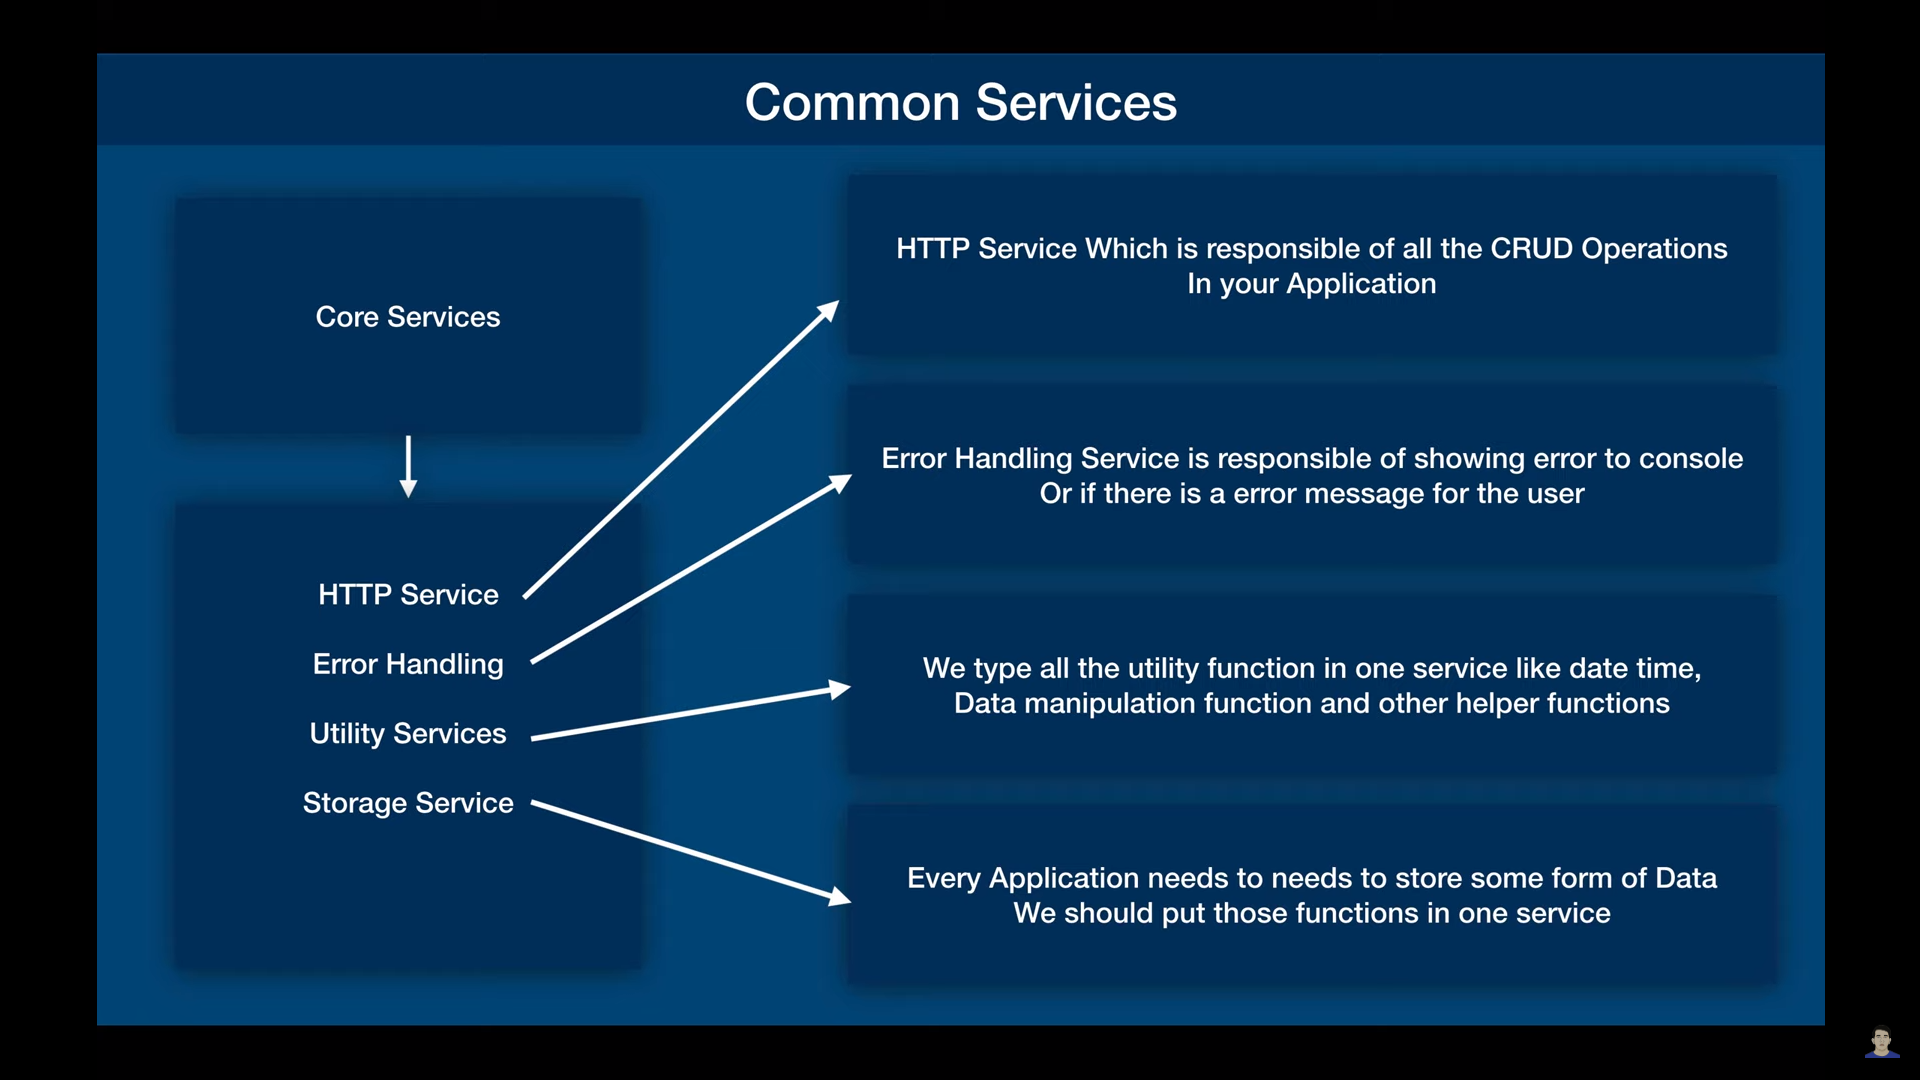 Common Services
Core Services
HTTP Service
Error Handling
Utility Services
Storage Service
HTTP Service Which is responsible of all the CRUD Operations
In your Application
Error Handling Service is responsible of showing error to console
Or if there is a error message for the user
We type all the utility function in one service like date time,
Data manipulation function and other helper functions
Every Application needs to needs to store some form of Data
We should put those functions in one service